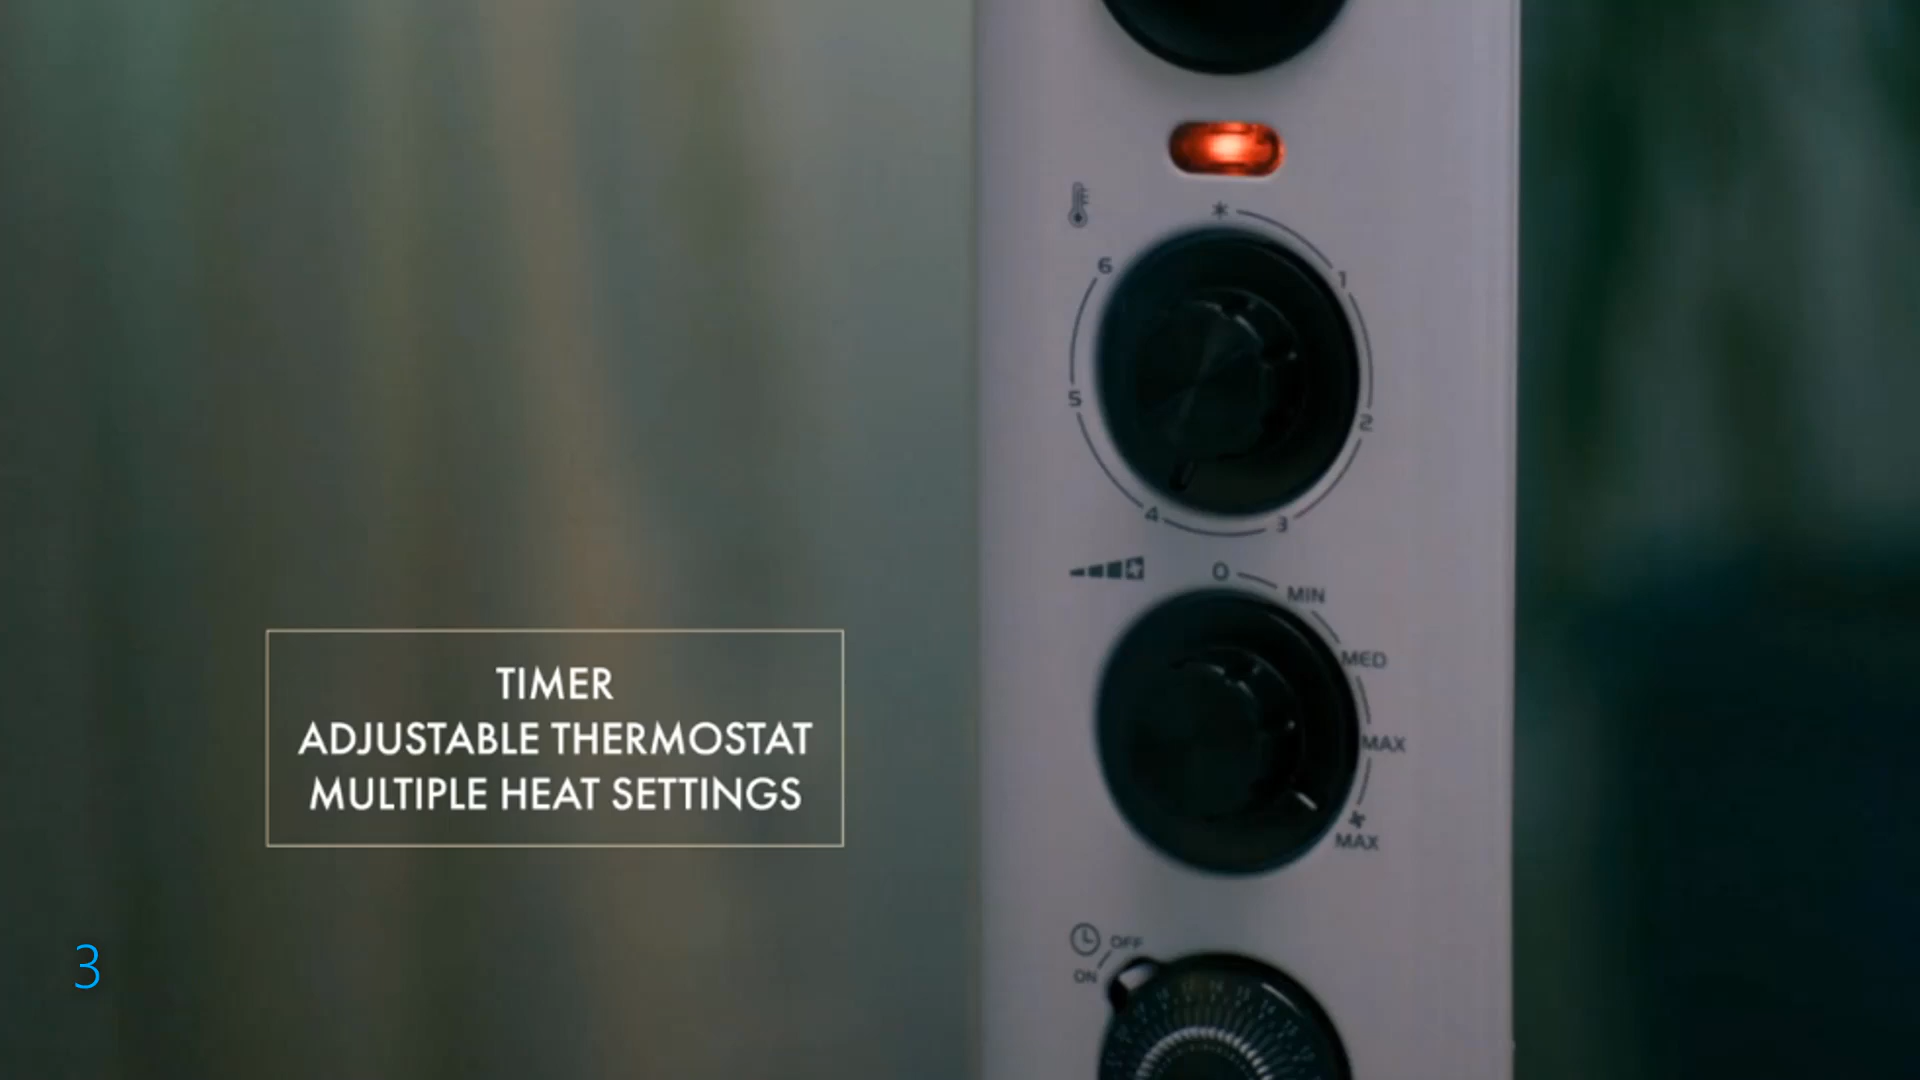 TIMER
ADJUSTABLE THERMOSTAT
MULTIPLE HEAT SETTINGS
3
*
6
1
5
2
4
3
0
MIN
MED
MAX
MAX
OFF
ON